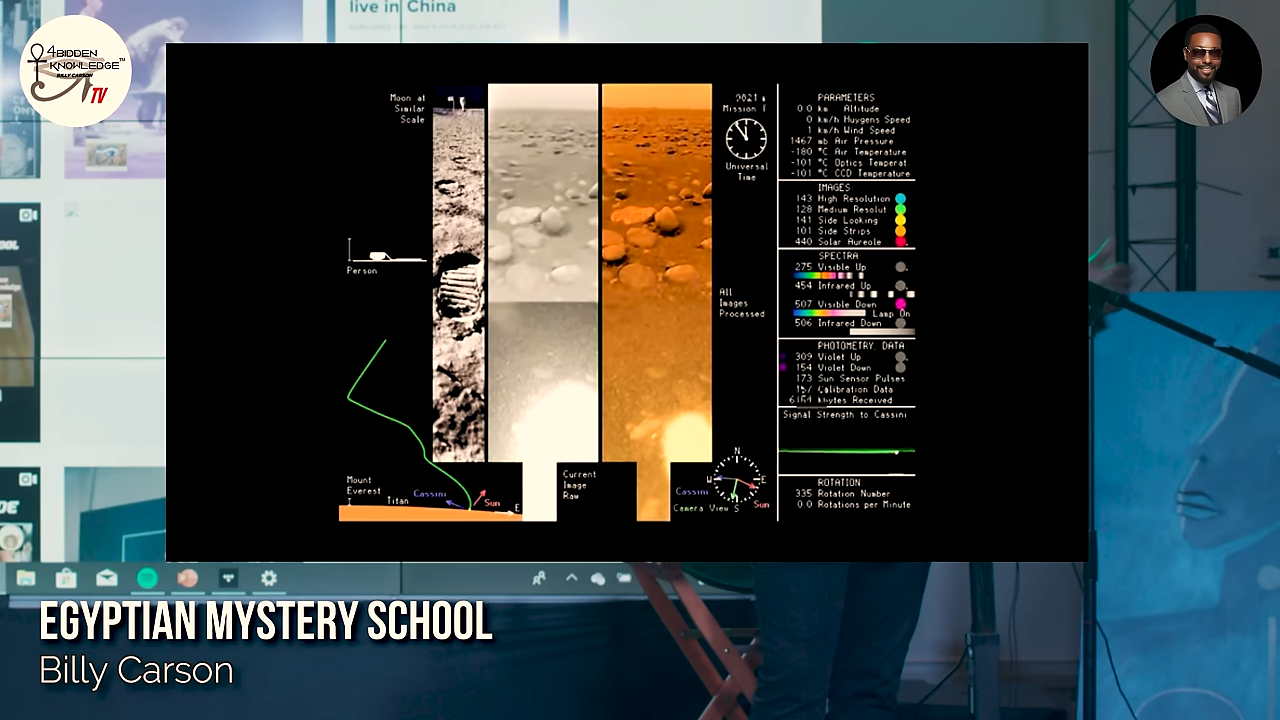 live in China
4BIDDEN
KNOWLEDGE™
BILLY CARSON
TV
Moon at
Similar
Scale
Person
Mount
Everest
Titan
Cassini
Sun
E
Current
Image
Raw
Mission
Universal
Time
All
Images
Processed
N
W
E
Cassini
Camera View S
Sun
PARAMETERS
0.0 km Altitude
0 km/h Huygens Speed
1 km/h Wind Speed
1467 mb Air Pressure
-180 °C Air Temperature
-101 °C Optics Temperat.
-101 °C CCD Temperature
IMAGES
143 High Resolution
128 Medium Resolut
141 Side Looking
101 Side Strips
440 Solar Aureole
SPECTRA
275 Visible Up
454 Infrared Up
507 Visible Down
Lamp On
506 Infrared Down
PHOTOMETRY, DATA
309 Violet Up
154 Violet Down
173 Sun Sensor Pulses
157 Calibration Data
kbytes Received
Signal Strength to Cassini
ROTATION
335 Rotation Number
0.0 Rotations per Minute
EGYPTIAN MYSTERY SCHOOL
Billy Carson